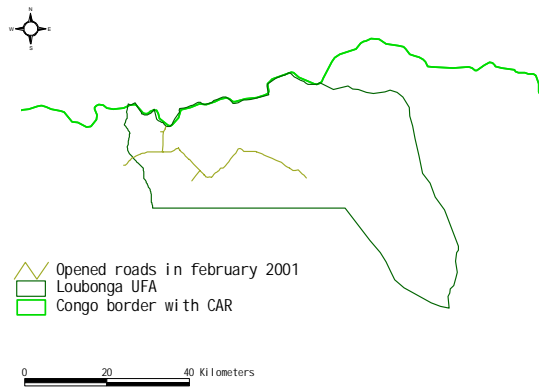 N
W E
S
Opened roads in february 2001
Loubonga UFA
Congo border with CAR
0 20 40 Kilometers